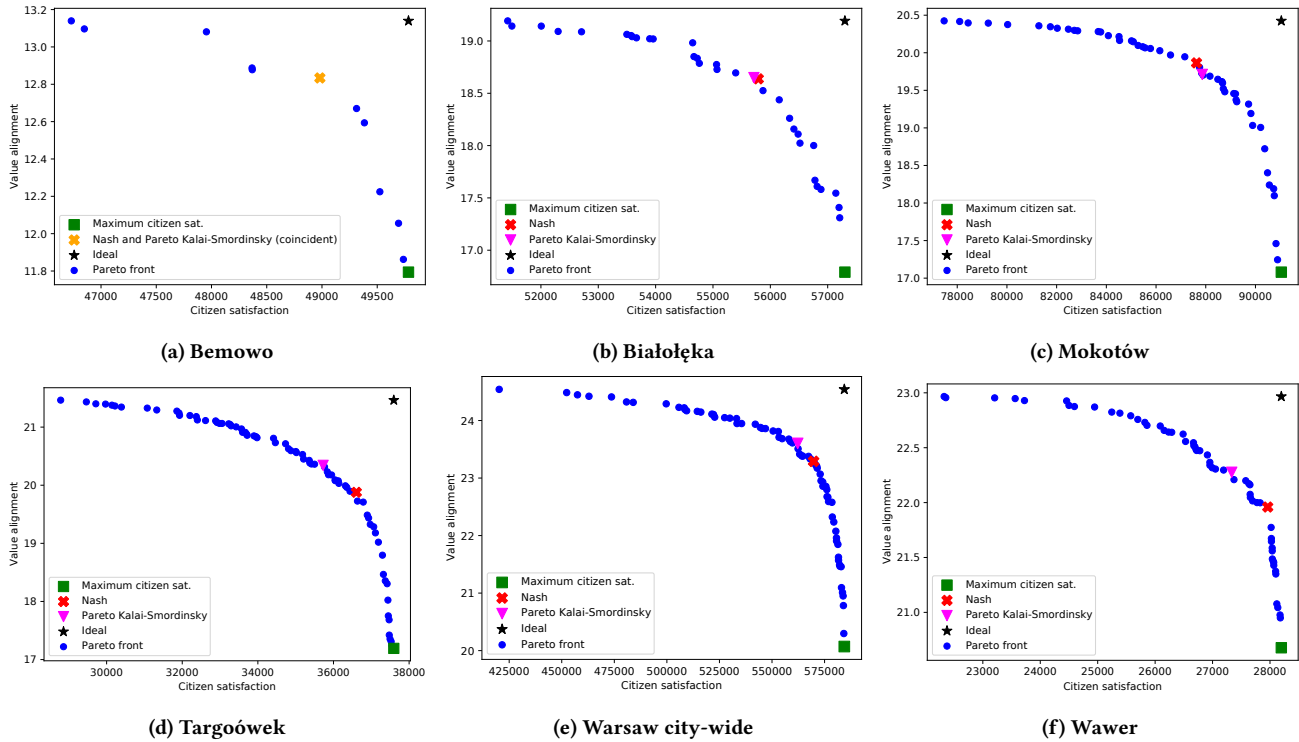 13.2
13.0
12.8
12.6
12.4
12.2
12.0
11.8
Value alignment
Maximum citizen sat.
Nash and Pareto Kalai-Smordinsky (coincident)
Ideal
Pareto front
47000 47500 48000 48500 49000 49500
Citizen satisfaction
(a) Bemowo
19.0
18.5
18.0
17.5
17.0
Value alignment
Maximum citizen sat.
Nash
Pareto Kalai-Smordinsky
Ideal
Pareto front
52000 53000 54000 55000 56000 57000
Citizen satisfaction
(b) Białołęka
20.5
20.0
19.5
19.0
18.5
18.0
17.5
17.0
Value alignment
Maximum citizen sat.
Nash
Pareto Kalai-Smordinsky
Ideal
Pareto front
78000 80000 82000 84000 86000 88000 90000
Citizen satisfaction
(c) Mokotów
21
20
19
18
17
Value alignment
Maximum citizen sat.
Nash
Pareto Kalai-Smordinsky
Ideal
Pareto front
30000 32000 34000 36000 38000
Citizen satisfaction
(d) Targoówek
24
23
22
21
20
Value alignment
Maximum citizen sat.
Nash
Pareto Kalai-Smordinsky
Ideal
Pareto front
425000 450000 475000 500000 525000 550000 575000
Citizen satisfaction
(e) Warsaw city-wide
23.0
22.5
22.0
21.5
21.0
Value alignment
Maximum citizen sat.
Nash
Pareto Kalai-Smordinsky
Ideal
Pareto front
23000 24000 25000 26000 27000 28000
Citizen satisfaction
(f) Wawer